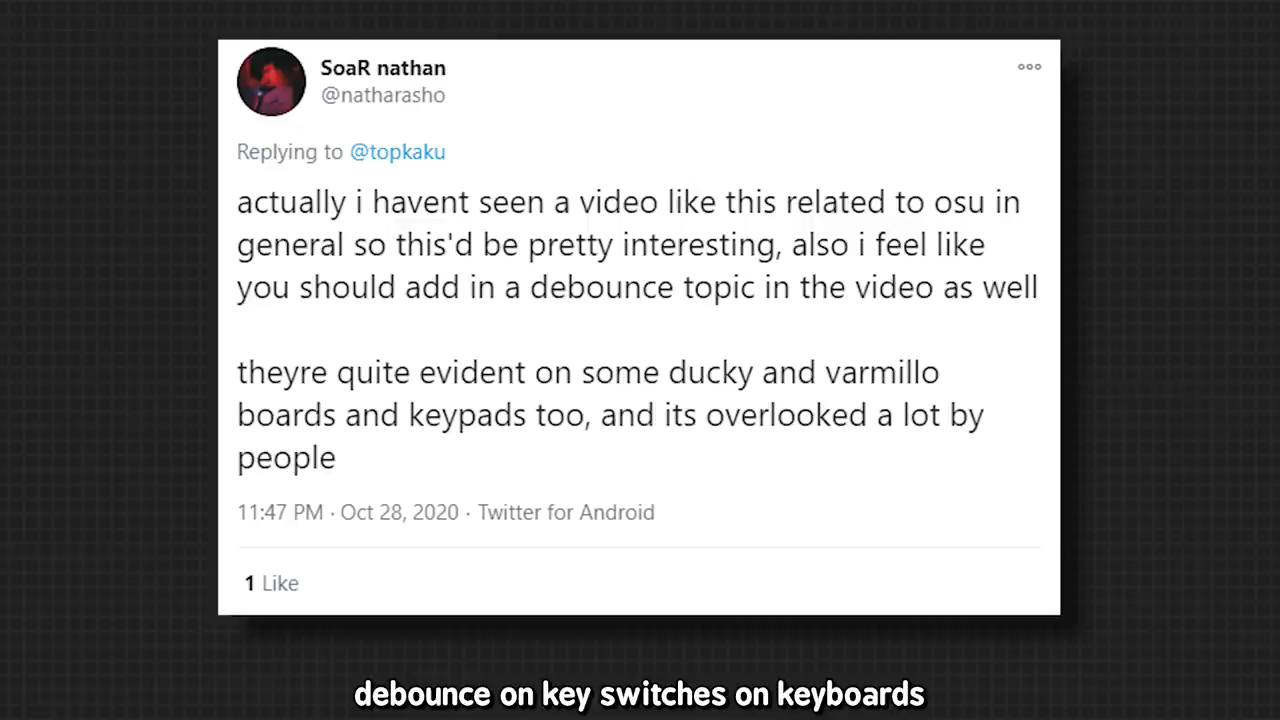 SoaR nathan
@natharasho
Replying to @topkaku
actually i havent seen a video like this related to osu in
general so this'd be pretty interesting, also i feel like
you should add in a debounce topic in the video as well
theyre quite evident on some ducky and varmillo
boards and keypads too, and its overlooked a lot by
people
11:47 PM · Oct 28, 2020 · Twitter for Android
1 Like
debounce on key switches on keyboards